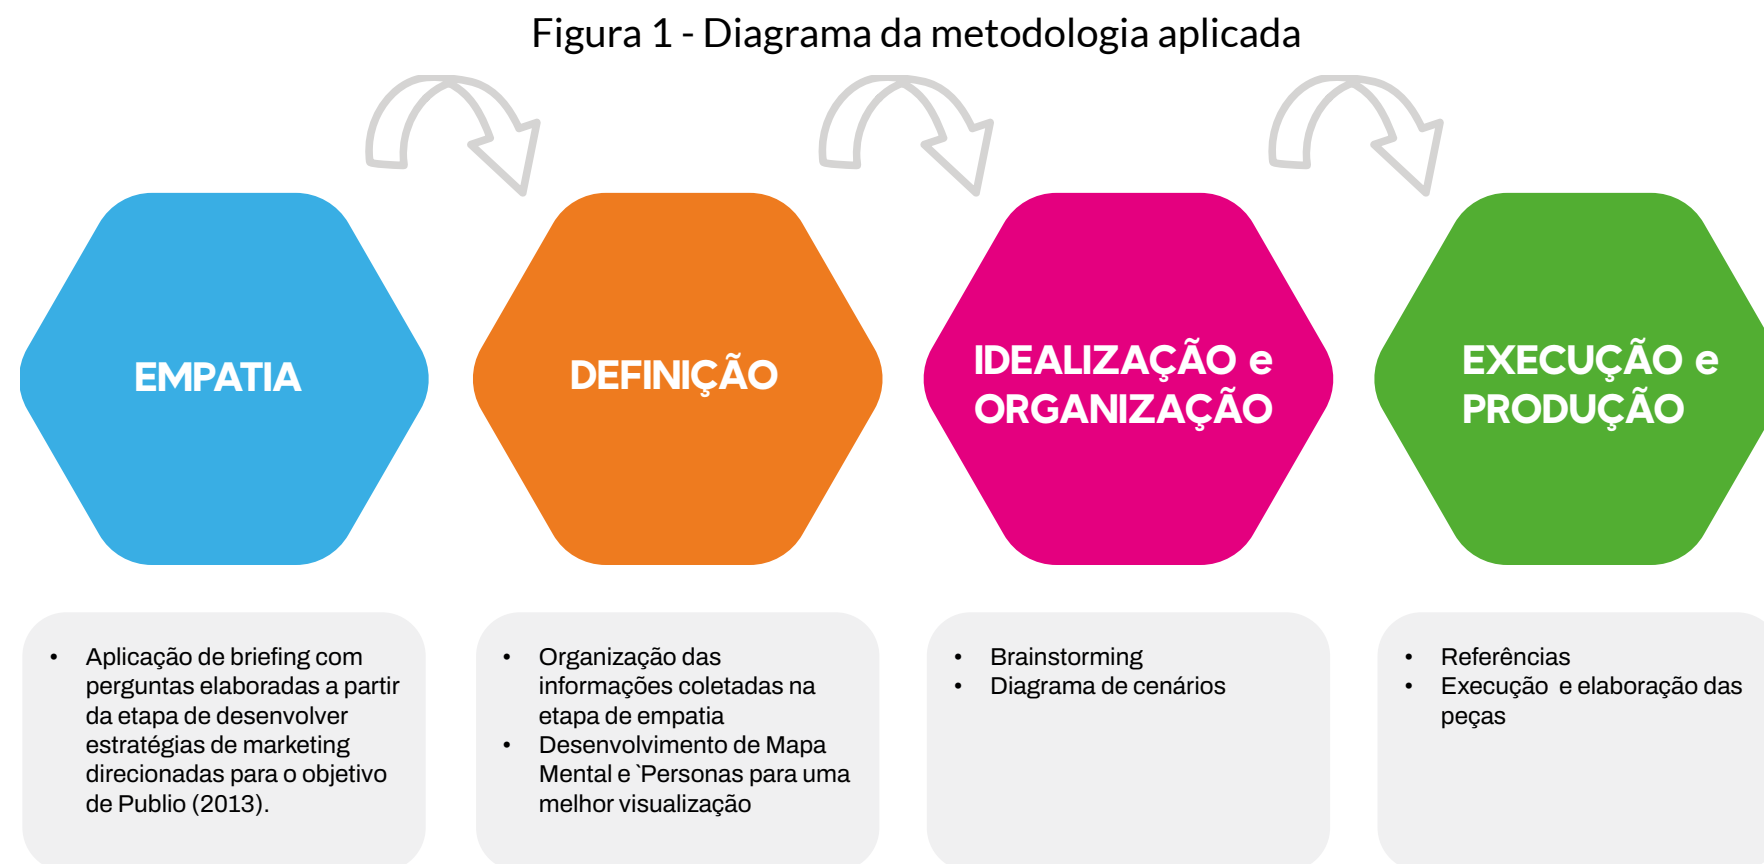 Figura 1 - Diagrama da metodologia aplicada
EMPATIA
DEFINIÇÃO
IDEALIZAÇÃO e
ORGANIZAÇÃO
EXECUÇÃO e
PRODUÇÃO
• Aplicação de briefing com
perguntas elaboradas a partir
da etapa de desenvolver
estratégias de marketing
direcionadas para o objetivo
de Publio (2013).
• Organização das
informações coletadas na
etapa de empatia
• Desenvolvimento de Mapa
Mental e `Personas para uma
melhor visualização
• Brainstorming
• Diagrama de cenários
• Referências
• Execução  e elaboração das
peças